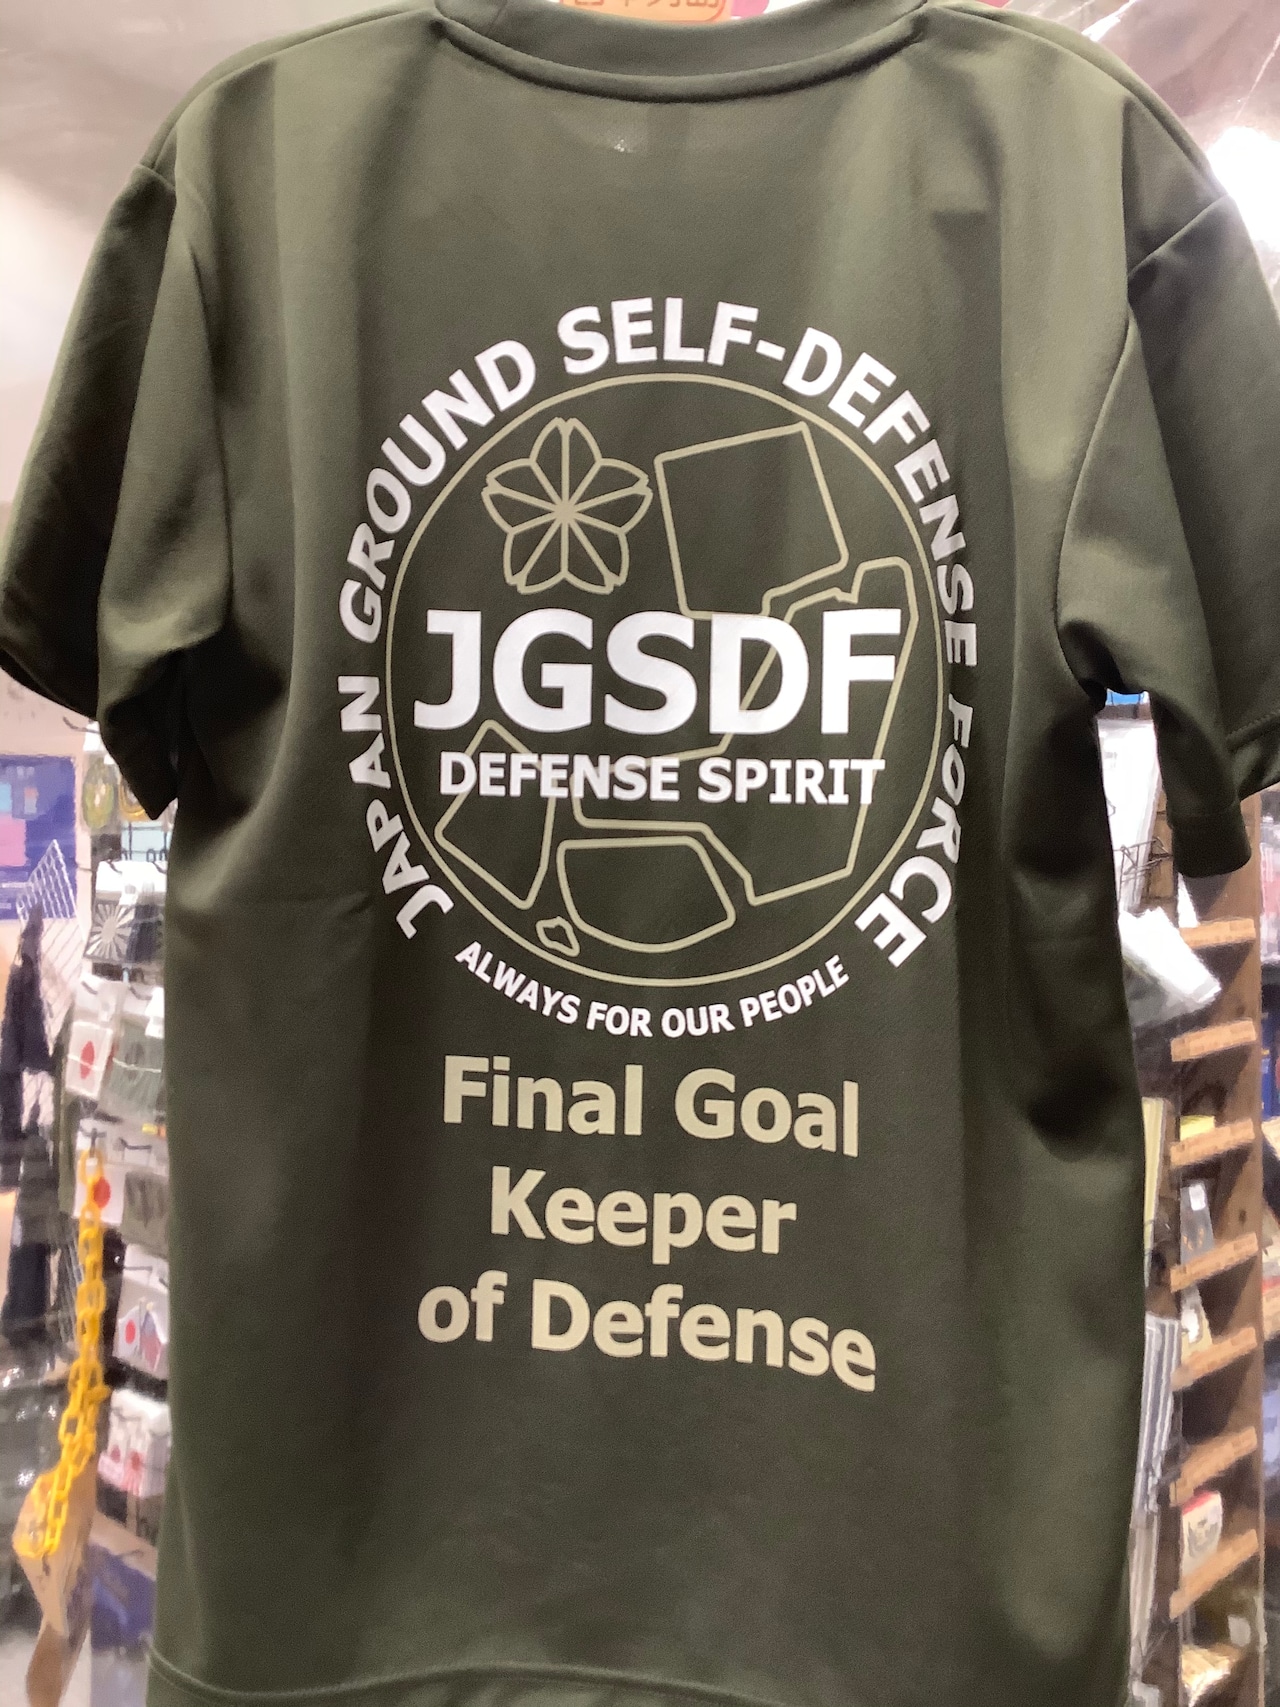 JAPAN GROUND SELF-DEFENSE FORCE
JGSDF
DEFENSE SPIRIT
ALWAYS FOR OUR PEOPLE
Final Goal
Keeper
of Defense